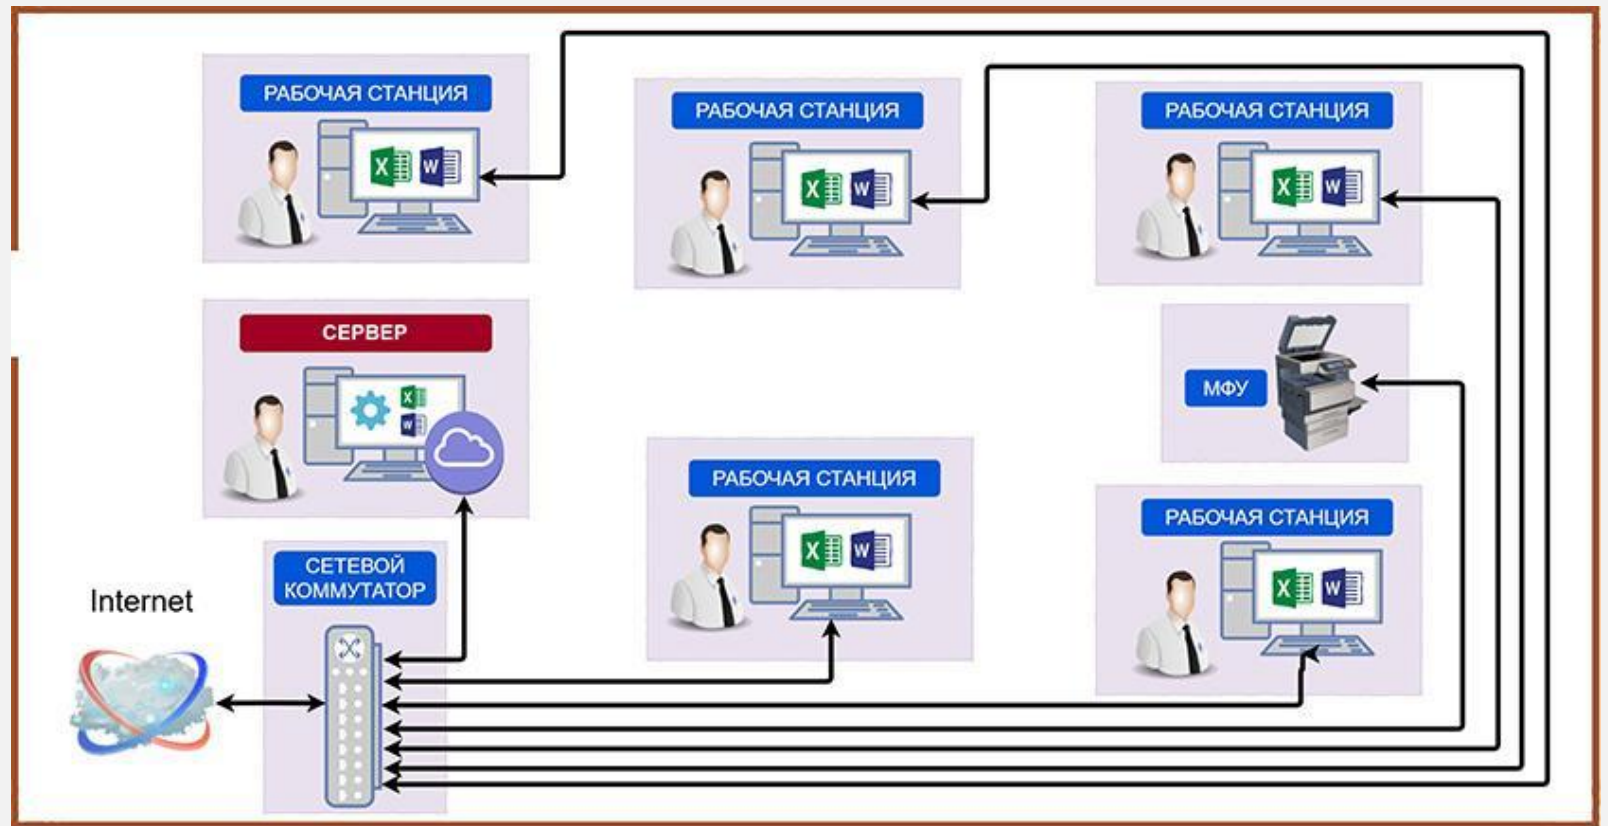 РАБОЧАЯ СТАНЦИЯ
X W
РАБОЧАЯ СТАНЦИЯ
X W
РАБОЧАЯ СТАНЦИЯ
X W
СЕРВЕР
X
W
МФУ
РАБОЧАЯ СТАНЦИЯ
X W
РАБОЧАЯ СТАНЦИЯ
X W
СЕТЕВОЙ
КОММУТАТОР
Internet